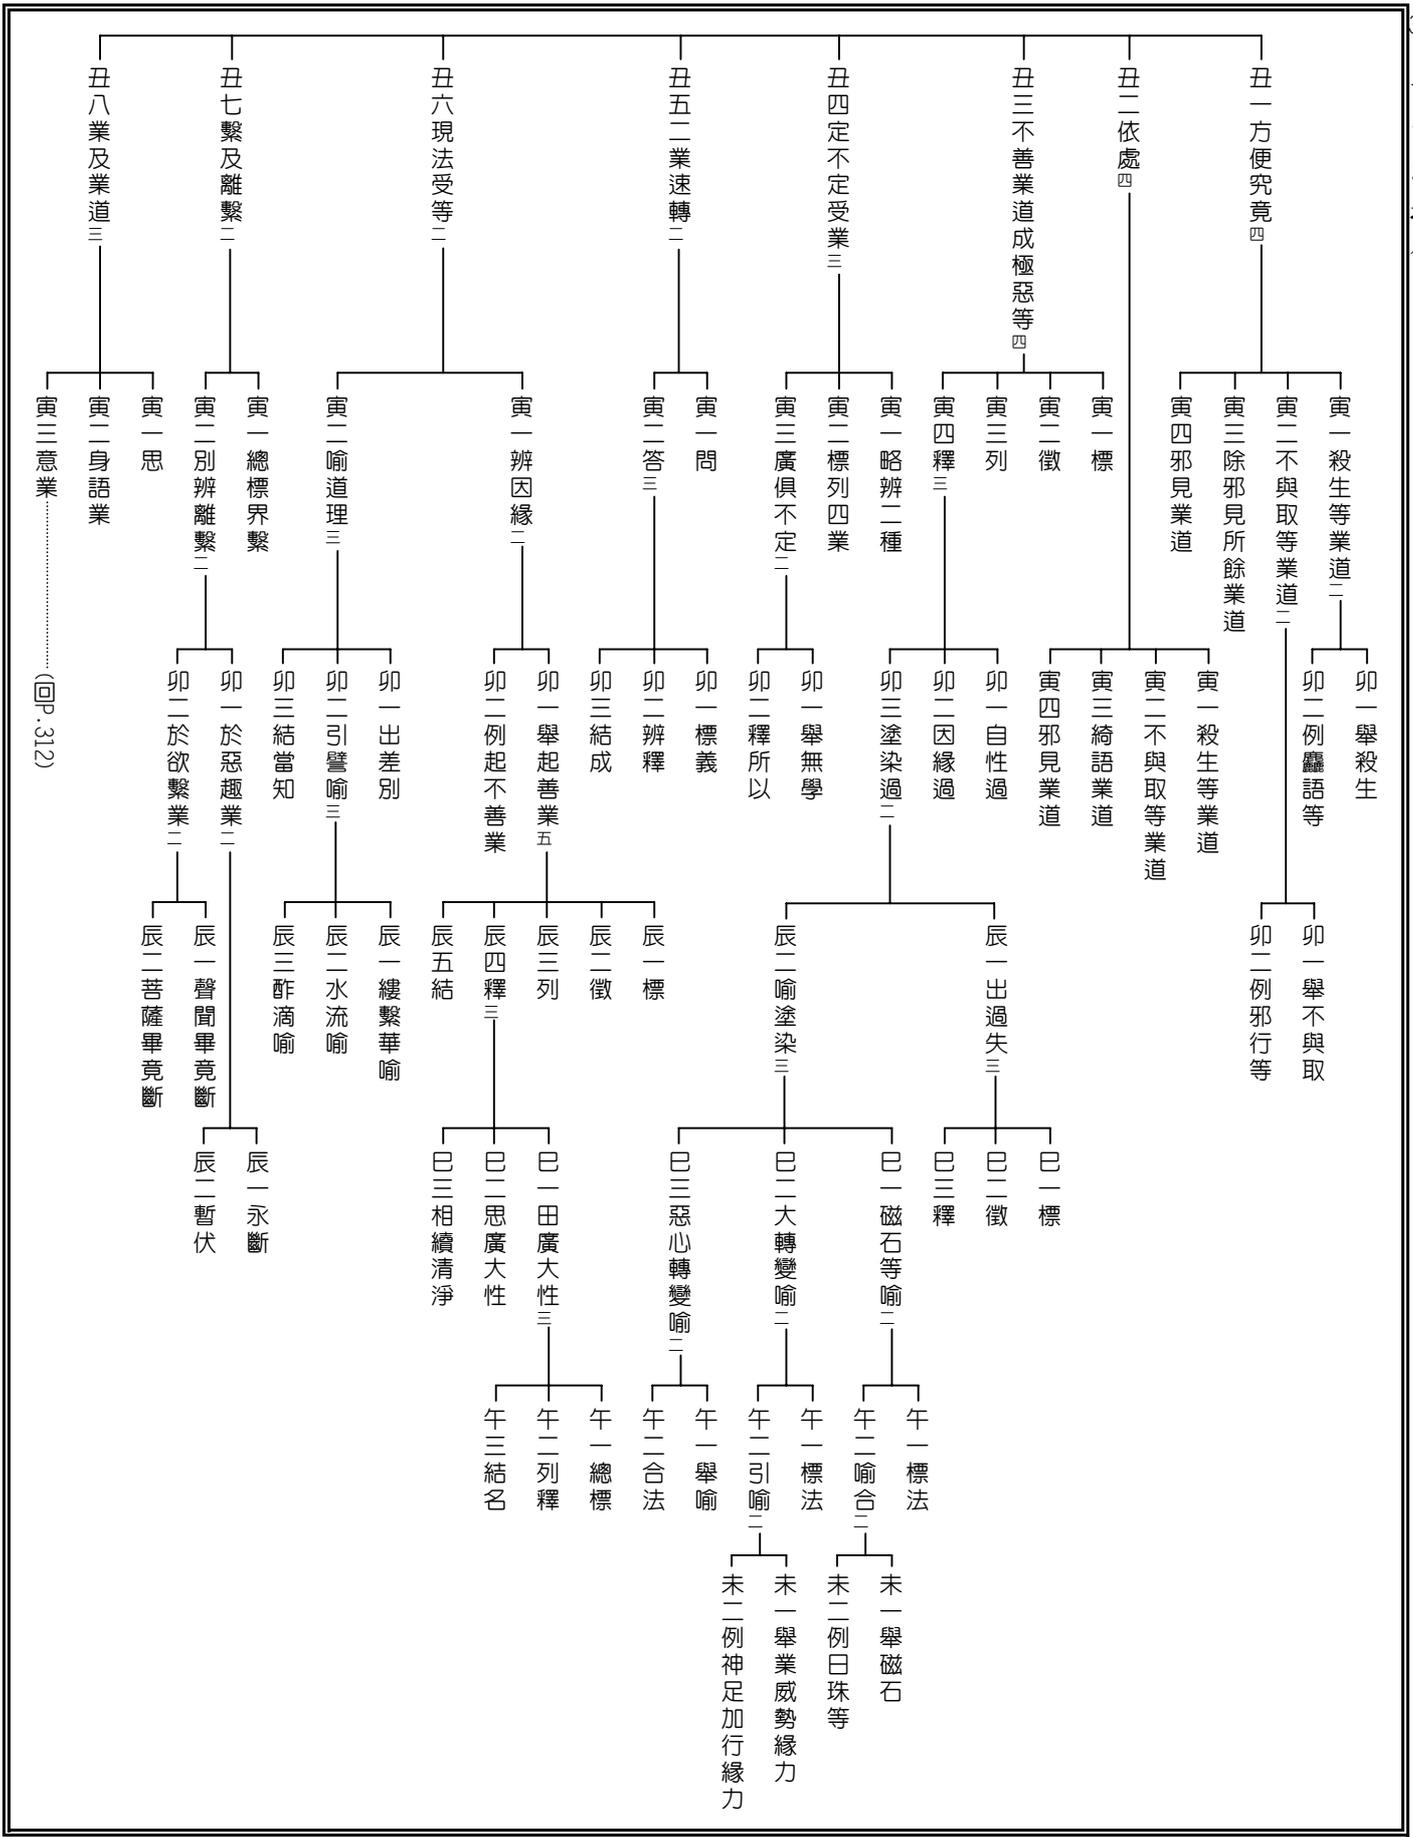 丑一方便究竟四
寅一殺生等業道二
卯一舉殺生
卯二例麤語等
寅二不與取等業道二
卯一舉不與取
卯二例邪行等
寅三除邪見所餘業道
寅四邪見業道
丑二依處四
寅一殺生等業道
寅二不與取等業道
寅三綺語業道
寅四邪見業道
丑三不善業道成極惡等四
寅一標
寅二徵
寅三列
寅四釋三
卯一自性過
卯二因緣過
卯三塗染過二
辰一出過失三
巳一標
巳二徵
巳三釋
辰二喻塗染三
巳一磁石等喻二
午一標法
午二喻合二
未一舉磁石
未二例日珠等
巳二大轉變喻二
午一標法
午二引喻二
未一舉業威勢緣力
未二例神足加行緣力
巳三惡心轉變喻二
午一舉喻
午二合法
丑四定不定受業三
寅一略辨二種
寅二標列四業
寅三廣俱不定二
卯一舉無學
卯二釋所以
丑五二業速轉二
寅一問
寅二答三
卯一標義
卯二辨釋
卯三結成
丑六現法受等二
寅一辨因緣二
卯一舉起善業五
辰一標
辰二徵
辰三列
辰四釋三
巳一田廣大性三
午一總標
午二列釋
午三結名
巳二思廣大性
巳三相續清淨
辰五結
卯二例起不善業
寅二喻道理三
卯一出差別
卯二引譬喻三
辰一縷繫華喻
辰二水流喻
辰三酢滴喻
卯三結當知
丑七繫及離繫二
寅一總標界繫
寅二別辨離繫二
卯一於惡趣業二
辰一永斷
辰二暫伏
卯二於欲繫業二
辰一聲聞畢竟斷
辰二菩薩畢竟斷
丑八業及業道三
寅一思
寅二身語業
寅三意業 (回P.312)